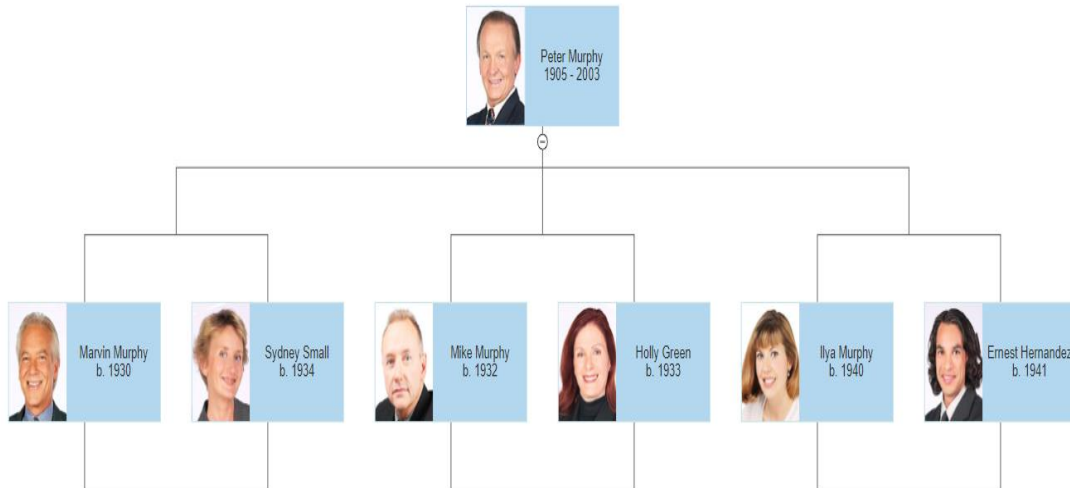 Peter Murphy
1905 - 2003
Marvin Murphy
b. 1930
Sydney Small
b. 1934
Mike Murphy
b. 1932
Holly Green
b. 1933
Ilya Murphy
b. 1940
Ernest Hernandez
b. 1941